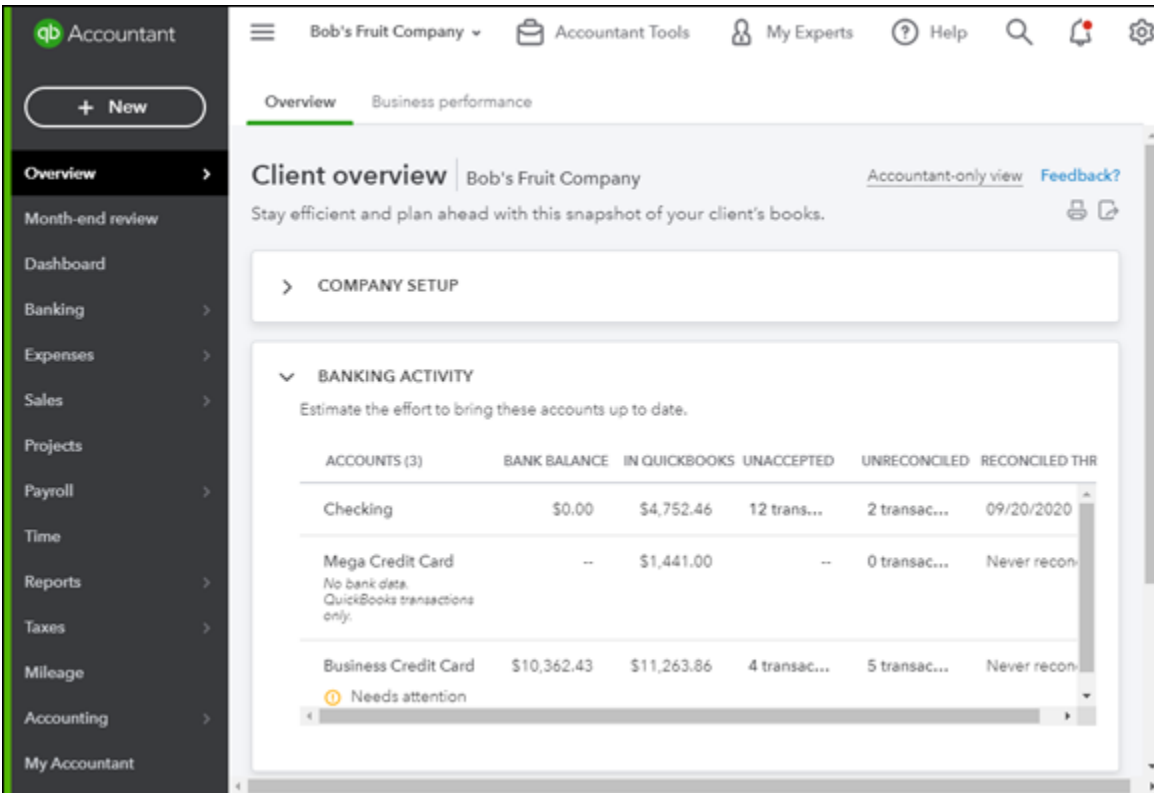 qb Accountant
Bob's Fruit Company
Accountant Tools
My Experts
Help
+ New
Overview
Business performance
Overview
Month-end review
Dashboard
Banking
Expenses
Sales
Projects
Payroll
Time
Reports
Taxes
Mileage
Accounting
My Accountant
Client overview Bob's Fruit Company
Accountant-only view Feedback?
Stay efficient and plan ahead with this snapshot of your client's books.
COMPANY SETUP
BANKING ACTIVITY
Estimate the effort to bring these accounts up to date.
ACCOUNTS (3) BANK BALANCE IN QUICKBOOKS UNACCEPTED UNRECONCILED RECONCILED THR
Checking $0.00 $4,752.46 12 trans... 2 transac... 09/20/2020
Mega Credit Card -- $1,441.00 -- 0 transac... Never recon
No bank data.
QuickBooks transactions
only.
Business Credit Card $10,362.43 $11,263.86 4 transac... 5 transac... Never recon
Needs attention